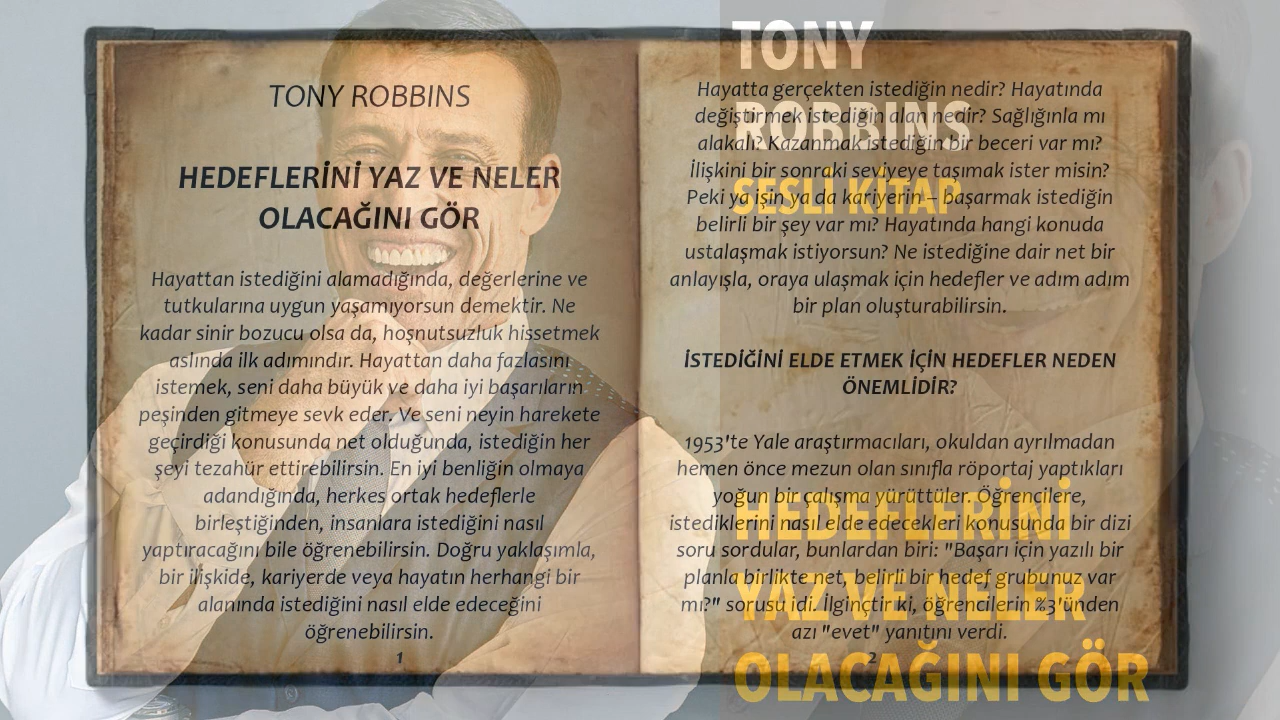 TONY ROBBINS
HEDEFLERİNİ YAZ VE NELER
OLACAĞINI GÖR
Hayattan istediğini alamadığında, değerlerine ve
tutkularına uygun yaşamıyorsun demektir. Ne
kadar sinir bozucu olsa da, hoşnutsuzluk hissetmek
aslında ilk adımındır. Hayattan daha fazlasını
istemek, seni daha büyük ve daha iyi başarıların
peşinden gitmeye sevk eder. Ve seni neyin harekete
geçirdiği konusunda net olduğunda, istediğin her
şeyi tezahür ettirebilirsin. En iyi benliğin olmaya
adandığında, herkes ortak hedeflerle
birleştiğinden, insanlara istediğini nasıl
yaptıracağını bile öğrenebilirsin. Doğru yaklaşımla,
bir ilişkide, kariyerde veya hayatın herhangi bir
alanında istediğini nasıl elde edeceğini
öğrenebilirsin.
1
Hayatta gerçekten istediğin nedir? Hayatında
değiştirmek istediğin alan nedir? Sağlığınla mı
alakalı? Kazanmak istediğin bir beceri var mı?
İlişkini bir sonraki seviyeye taşımak ister misin?
Peki ya işin ya da kariyerin – başarmak istediğin
belirli bir şey var mı? Hayatında hangi konuda
ustalaşmak istiyorsun? Ne istediğine dair net bir
anlayışla, oraya ulaşmak için hedefler ve adım adım
bir plan oluşturabilirsin.
İSTEDİĞİNİ ELDE ETMEK İÇİN HEDEFLER NEDEN
ÖNEMLİDİR?
1953'te Yale araştırmacıları, okuldan ayrılmadan
hemen önce mezun olan sınıfla röportaj yaptıkları
yoğun bir çalışma yürüttüler. Öğrencilere,
istediklerini nasıl elde edecekleri konusunda bir dizi
soru sordular, bunlardan biri: "Başarı için yazılı bir
planla birlikte net, belirli bir hedef grubunuz var
mı?" sorusu idi. İlginçtir ki, öğrencilerin %3'ünden
azı "evet" yanıtını verdi.
2
TONY
ROBBINS
SESLİ KİTAP
HEDEFLERİNİ
YAZ VE NELER
OLACAĞINI GÖR